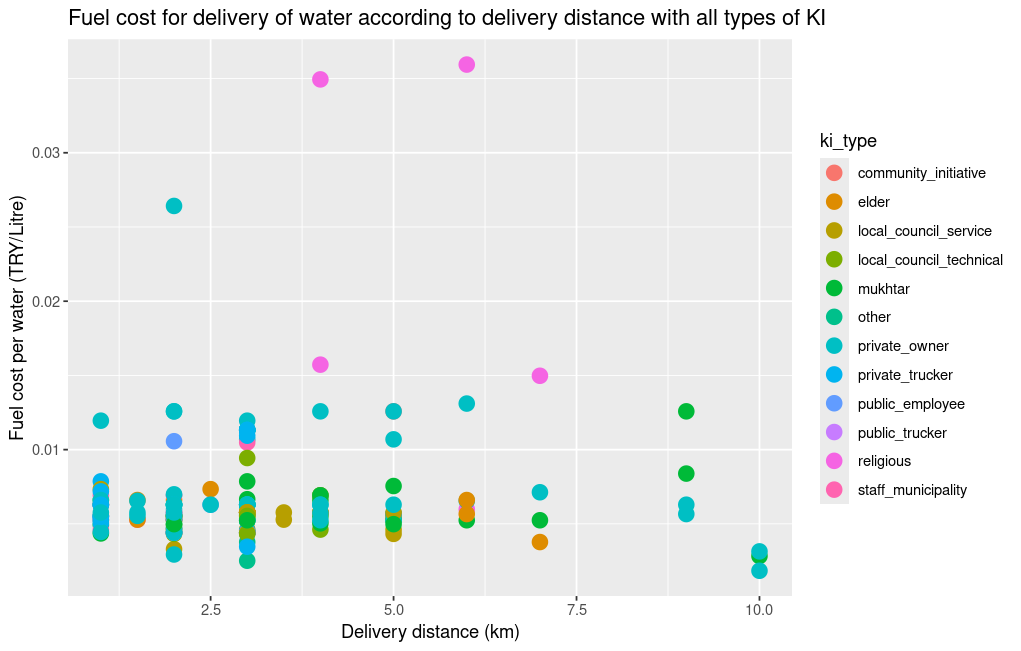 Fuel cost for delivery of water according to delivery distance with all types of KI
Fuel cost per water (TRY/Litre)
0.03
0.02
0.01
2.5 5.0 7.5 10.0
Delivery distance (km)
ki_type
community_initiative
elder
local_council_service
local_council_technical
mukhtar
other
private_owner
private_trucker
public_employee
public_trucker
religious
staff_municipality